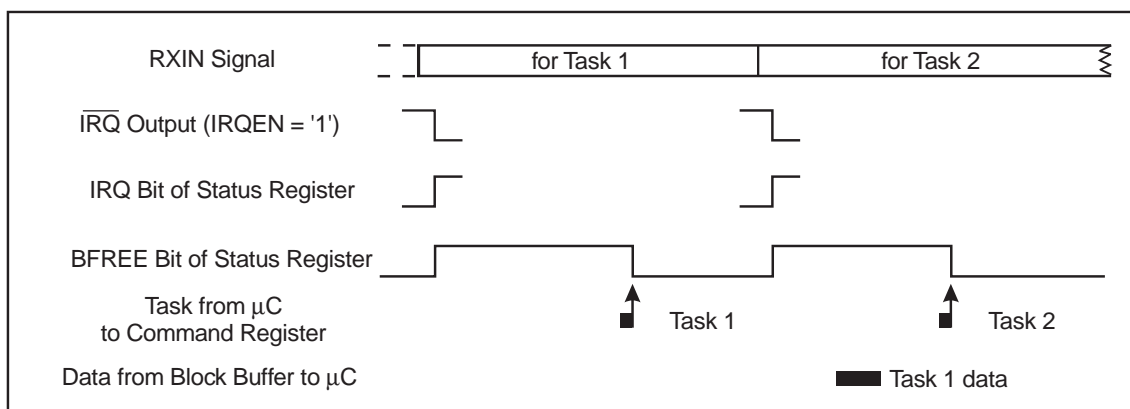 RXIN Signal
for Task 1
for Task 2
IRQ Output (IRQEN = '1')
IRQ Bit of Status Register
BFREE Bit of Status Register
Task from μC
to Command Register
Task 1
Task 2
Data from Block Buffer to μC
Task 1 data